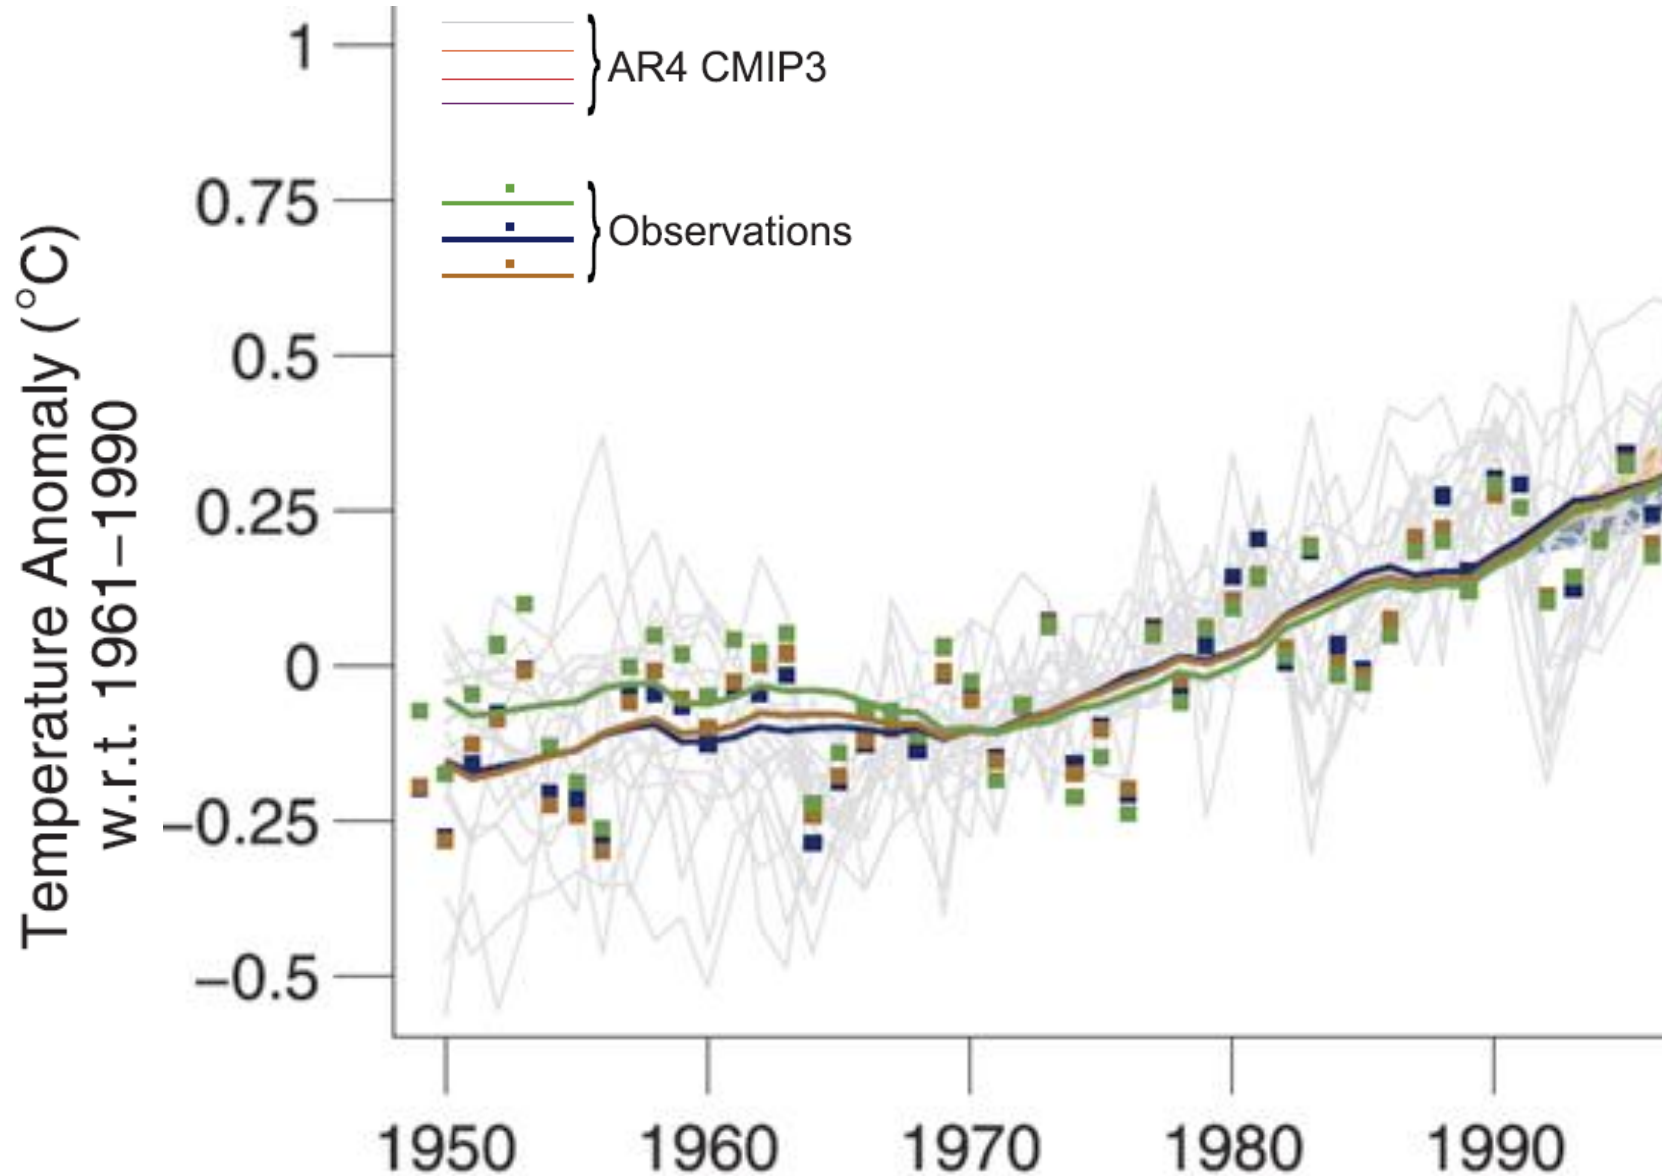 1
AR4 CMIP3
0.75
Observations
0.5
0.25
0
−0.25
−0.5
Temperature Anomaly (°C)
w.r.t. 1961−1990
1950 1960 1970 1980 1990